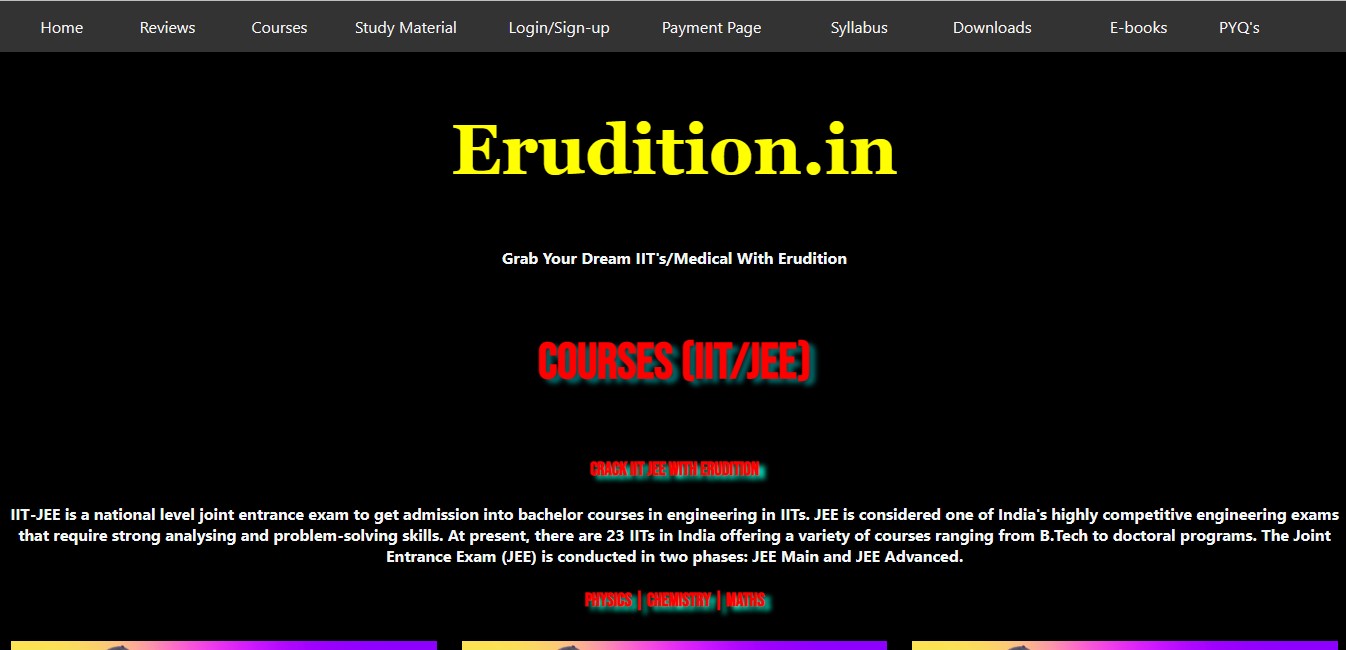 Home Reviews Courses Study Material Login/Sign-up Payment Page Syllabus Downloads E-books PYQ's
Erudition.in
Grab Your Dream IIT's/Medical With Erudition
COURSES (IIT/JEE)
CRACK IIT JEE WITH ERUDITION
IIT-JEE is a national level joint entrance exam to get admission into bachelor courses in engineering in IITs. JEE is considered one of India's highly competitive engineering exams
that require strong analysing and problem-solving skills. At present, there are 23 IITs in India offering a variety of courses ranging from B.Tech to doctoral programs. The Joint
Entrance Exam (JEE) is conducted in two phases: JEE Main and JEE Advanced.
PHYSICS | CHEMISTRY | MATHS